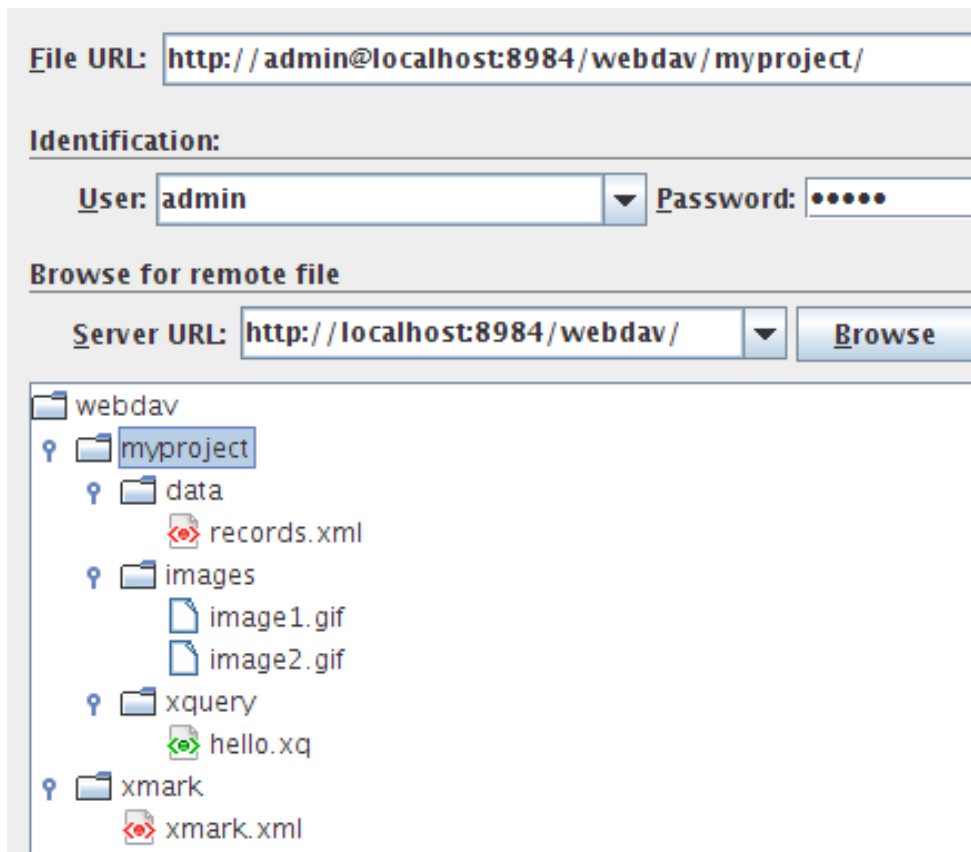 File URL: http://admin@localhost:8984/webdav/myproject/
Identification:
User: admin Password: •••••
Browse for remote file
Server URL: http://localhost:8984/webdav/ Browse
webdav
myproject
data
records.xml
images
image1.gif
image2.gif
xquery
hello.xq
xmark
xmark.xml